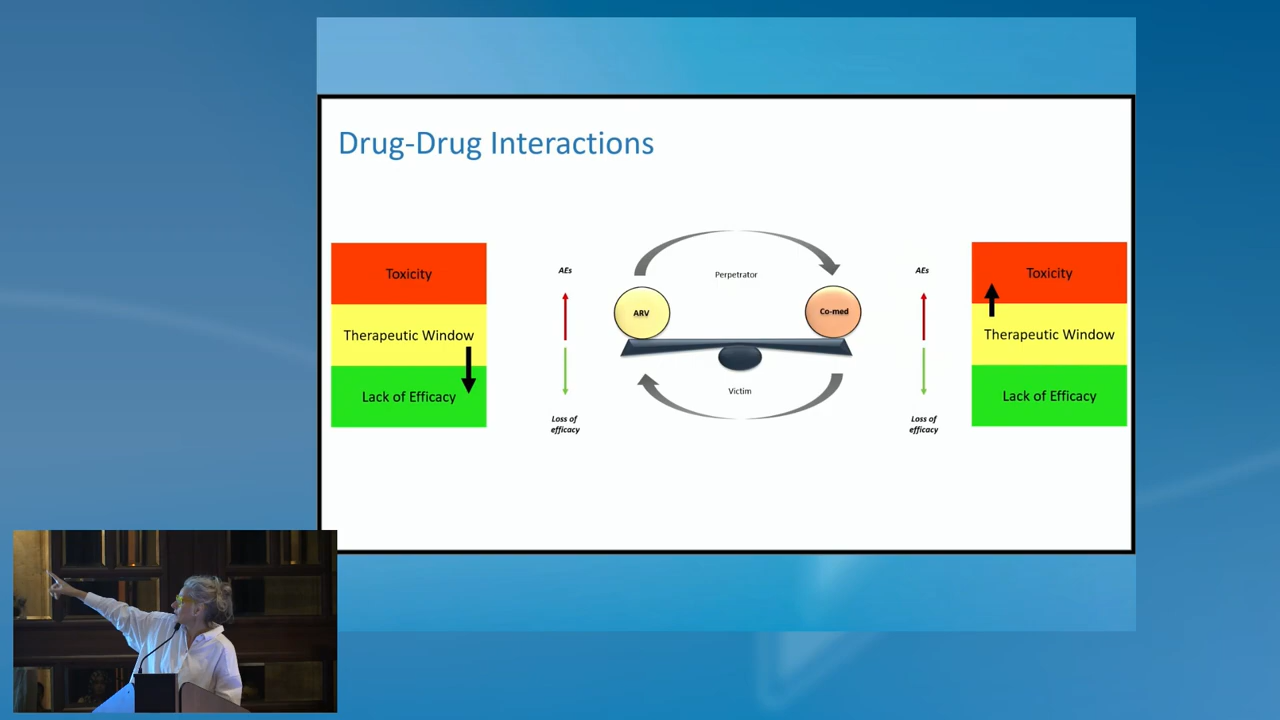 Drug-Drug Interactions
Toxicity
Therapeutic Window
Lack of Efficacy
AEs
Loss of
efficacy
Perpetrator
ARV
Co-med
Victim
AEs
Loss of
efficacy
Toxicity
Therapeutic Window
Lack of Efficacy